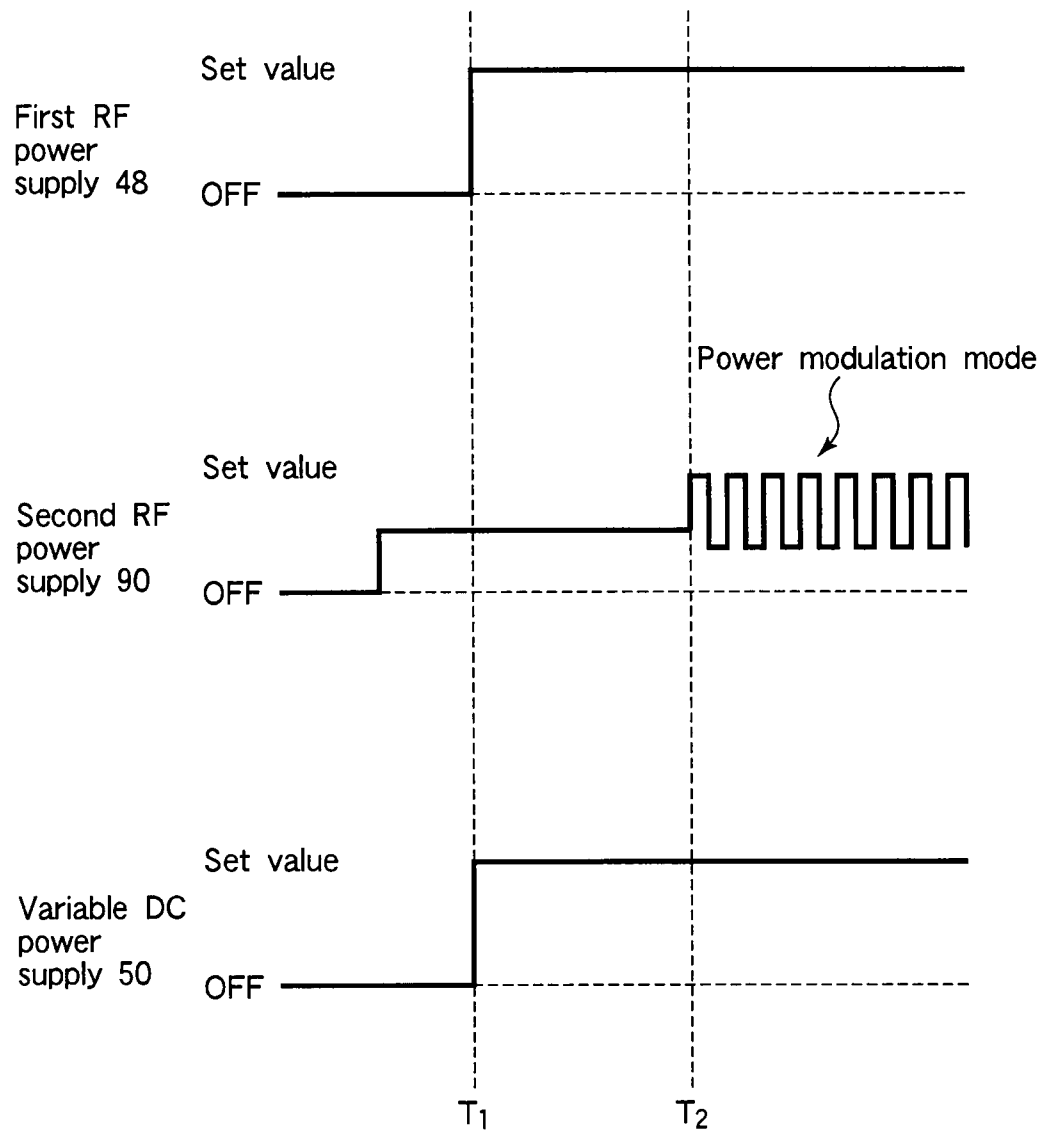 Set value
First RF
power
supply 48
OFF
Power modulation mode
Set value
Second RF
power
supply 90
OFF
Set value
Variable DC
power
supply 50
OFF
T1
T2